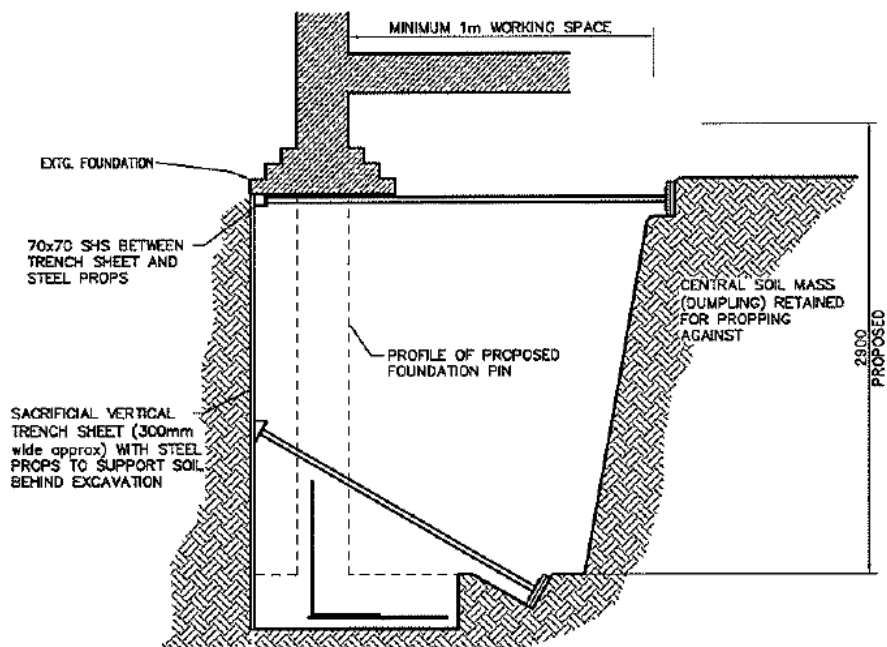 MINIMUM 1m WORKING SPACE
EXTG. FOUNDATION
70x70 SHS BETWEEN
TRENCH SHEET AND
STEEL PROPS
CENTRAL SOIL MASS
(DUMPLING) RETAINED
FOR PROPPING
AGAINST
2900
PROPOSED
PROFILE OF PROPOSED
FOUNDATION PIN
SACRIFICIAL VERTICAL
TRENCH SHEET (300mm
wide approx) WITH STEEL
PROPS TO SUPPORT SOIL
BEHIND EXCAVATION